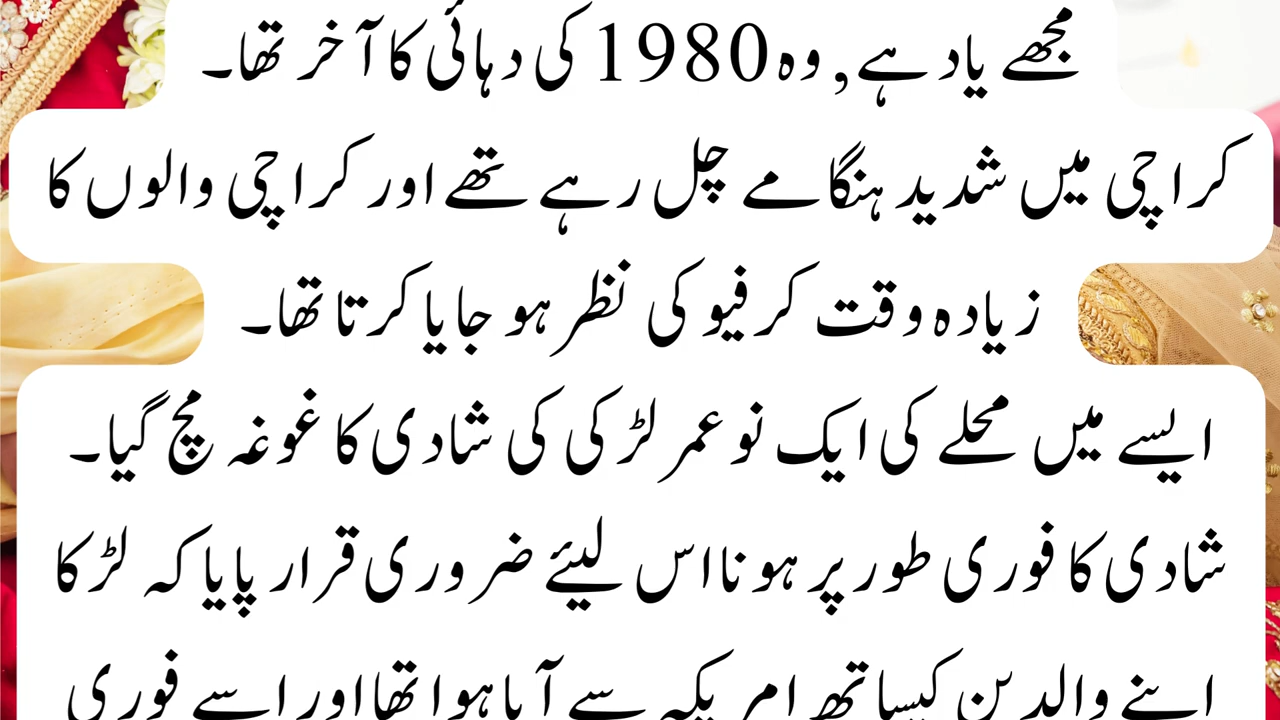 مجھے یاد ہے, وہ 1980 کی دہائی کا آخر تھا۔
کراچی میں شدید ہنگامے چل رہے تھے اور کراچی والوں کا
زیادہ وقت کرفیو کی نظر ہو جایا کرتا تھا۔
ایسے میں محلے کی ایک نو عمر لڑکی کی شادی کا غوغہ مچ گیا۔
شادی کا فوری طور پر ہونا اس لیئے ضروری قرار پایا کہ لڑکا
اپنے والدین کیساتھ امریکہ سے آیا ہوا تھا اور اسے فوری